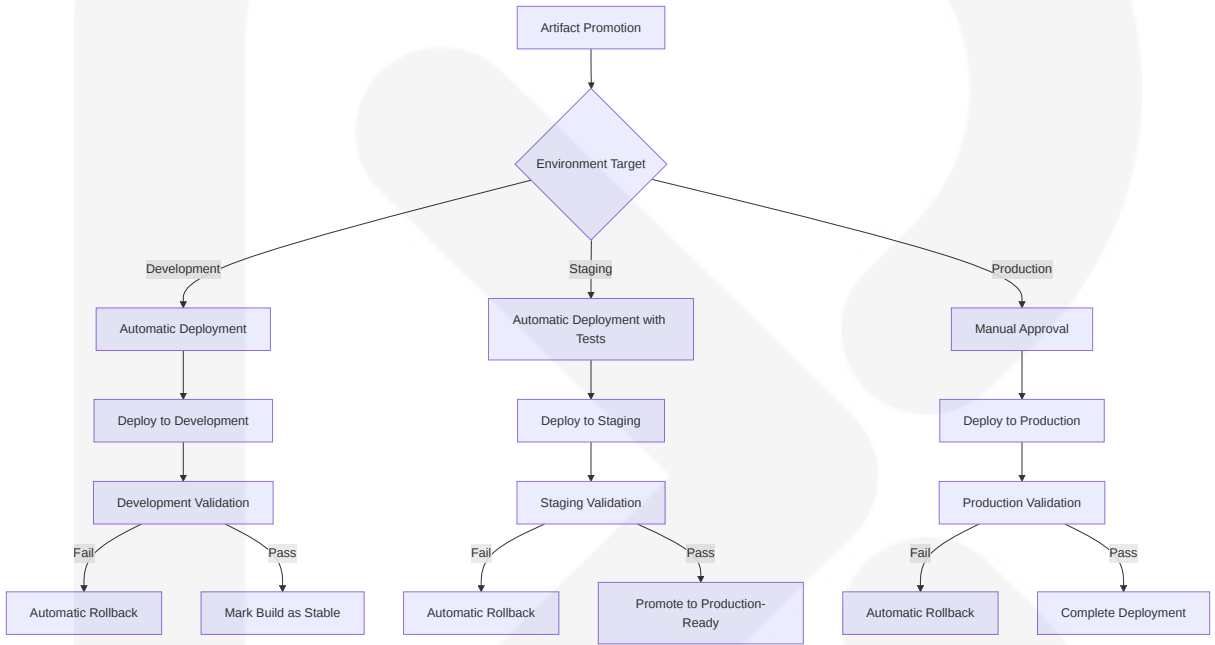 Artifact Promotion
Environment Target
Development
Staging
Production
Automatic Deployment
Automatic Deployment with
Tests
Manual Approval
Deploy to Development
Deploy to Staging
Deploy to Production
Development Validation
Staging Validation
Production Validation
Fail
Pass
Fail
Pass
Fail
Pass
Automatic Rollback
Mark Build as Stable
Automatic Rollback
Promote to Production-
Ready
Automatic Rollback
Complete Deployment